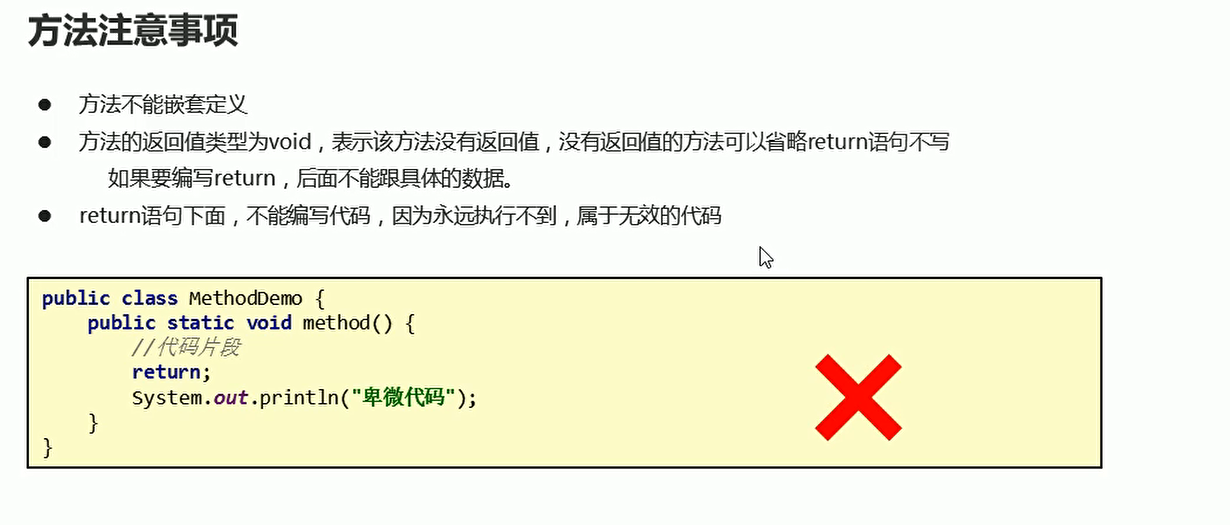 方法注意事项
● 方法不能嵌套定义
● 方法的返回值类型为void，表示该方法没有返回值，没有返回值的方法可以省略return语句不写
如果要编写return，后面不能跟具体的数据。
● return语句下面，不能编写代码，因为永远执行不到，属于无效的代码
public class MethodDemo {
    public static void method() {
        //代码片段
        return;
        System.out.println("卑微代码");
    }
}